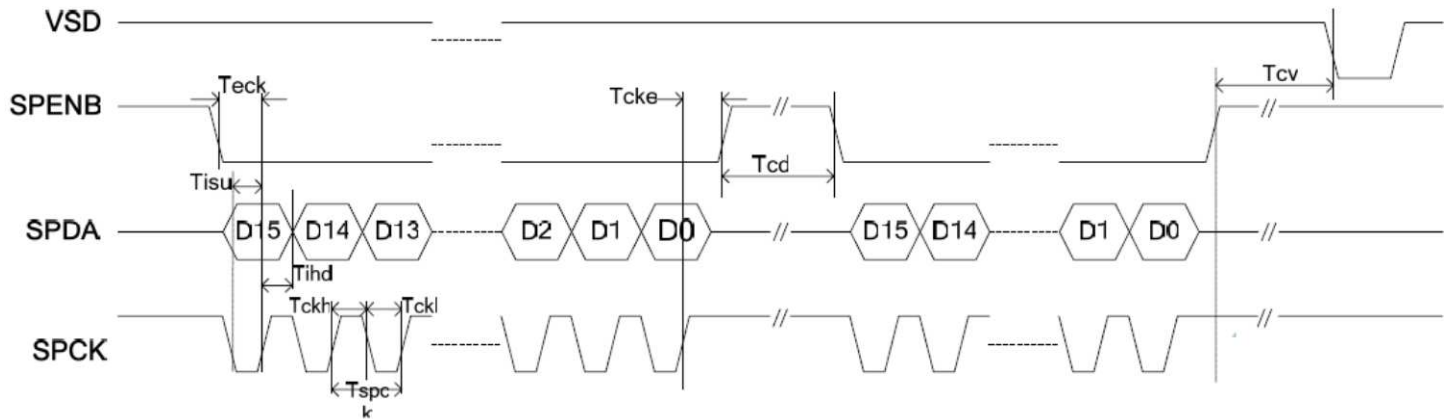 VSD
Teck
Tcke
Tcv
SPENB
Tisu
Tcd
SPDA D15 D14 D13 D2 D1 D0 // D15 D14 D1 D0 //
Tihd
Tckh Tckl
SPCK
Tspc
k